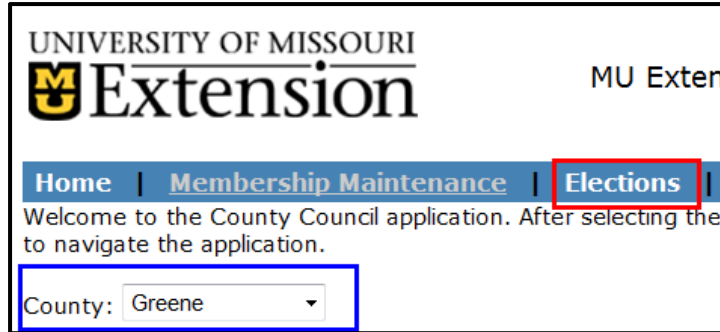 UNIVERSITY OF MISSOURI
Extension
MU Exten
Home | Membership Maintenance | Elections |
Welcome to the County Council application. After selecting the
to navigate the application.
County: Greene